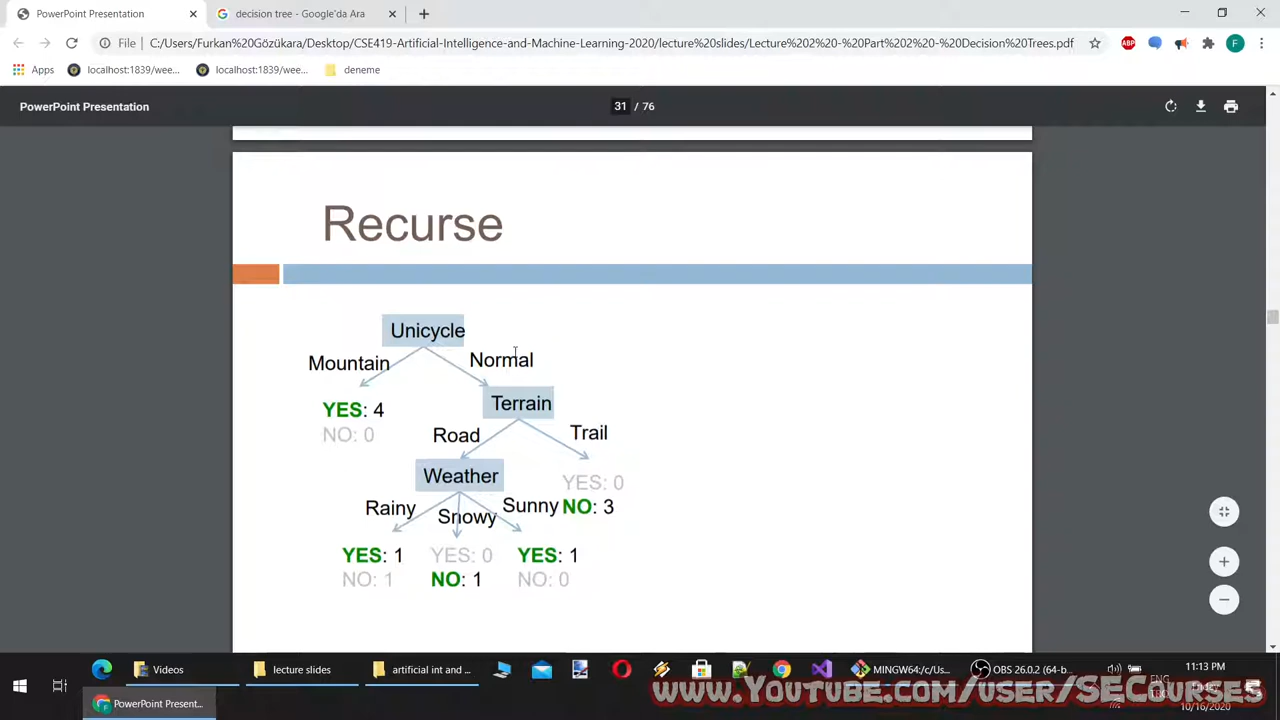 PowerPoint Presentation
decision tree - Google'da Ara
File
C:/Users/Furkan%20Gözükara/Desktop/CSE419-Artificial-Intelligence-and-Machine-Learning-2020/lecture%20slides/Lecture%202%20-%20Part%202%20-%20Decision%20Trees.pdf
ABP
F
Apps
localhost:1839/wee...
localhost:1839/wee...
deneme
PowerPoint Presentation
31 / 76
Recurse
Unicycle
Mountain
Normal
YES: 4
NO: 0
Terrain
Road
Trail
Weather
YES: 0
NO: 3
Rainy
Snowy
Sunny
YES: 1
NO: 1
YES: 0
NO: 1
YES: 1
NO: 0
Videos
lecture slides
artificial int and ...
MINGW64:/c/Us...
OBS 26.0.2 (64-b...
11:13 PM
ENG
Friday
10/16/2020
PowerPoint Present...
www.Youtube.com/user/SECourses